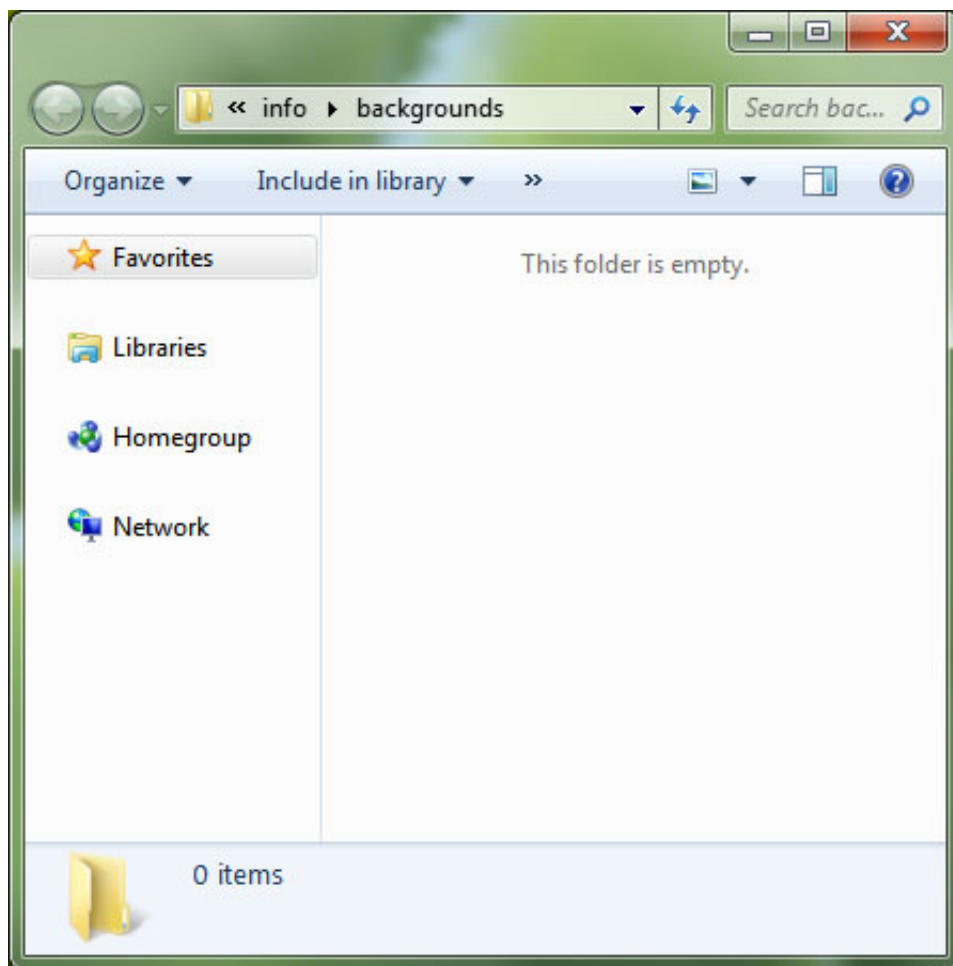 « info ▸ backgrounds
Search bac...
Organize ▾ Include in library ▾ »
Favorites
This folder is empty.
Libraries
Homegroup
Network
0 items